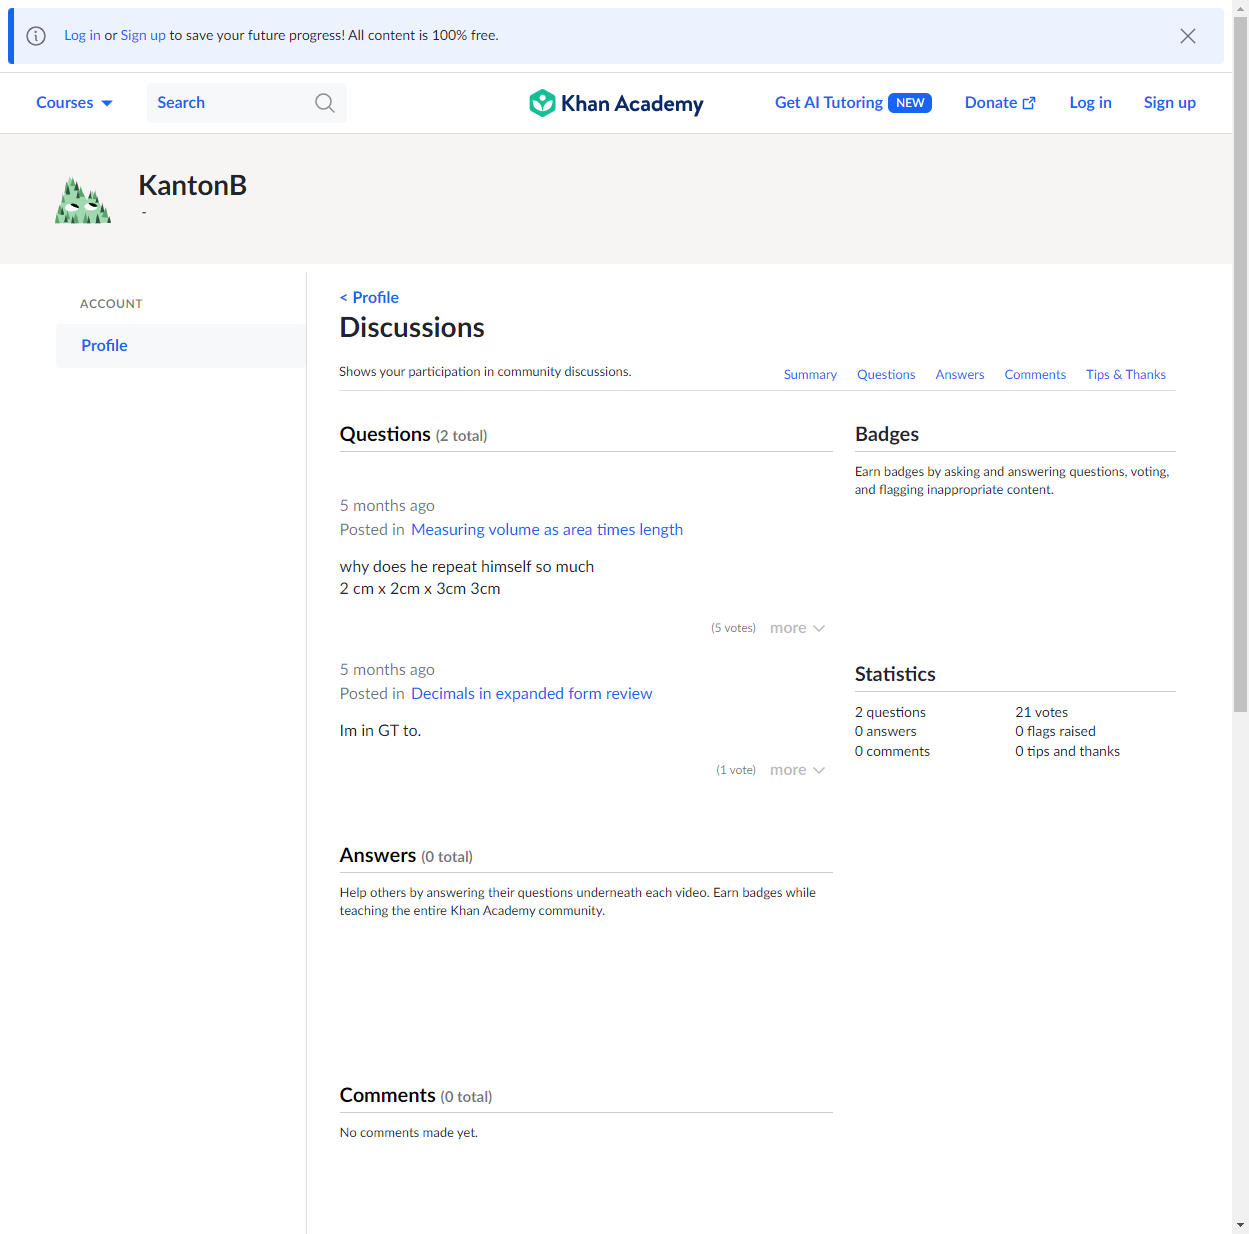 Log in or Sign up to save your future progress! All content is 100% free.
Courses
Search
Khan Academy
Get AI Tutoring NEW
Donate
Log in
Sign up
KantonB
-
ACCOUNT
Profile
< Profile
Discussions
Shows your participation in community discussions.
Summary
Questions
Answers
Comments
Tips & Thanks
Questions (2 total)
5 months ago
Posted in Measuring volume as area times length
why does he repeat himself so much
2 cm x 2cm x 3cm 3cm
(5 votes) more
5 months ago
Posted in Decimals in expanded form review
Im in GT to.
(1 vote) more
Answers (0 total)
Help others by answering their questions underneath each video. Earn badges while
teaching the entire Khan Academy community.
Comments (0 total)
No comments made yet.
Badges
Earn badges by asking and answering questions, voting,
and flagging inappropriate content.
Statistics
2 questions
0 answers
0 comments
21 votes
0 flags raised
0 tips and thanks